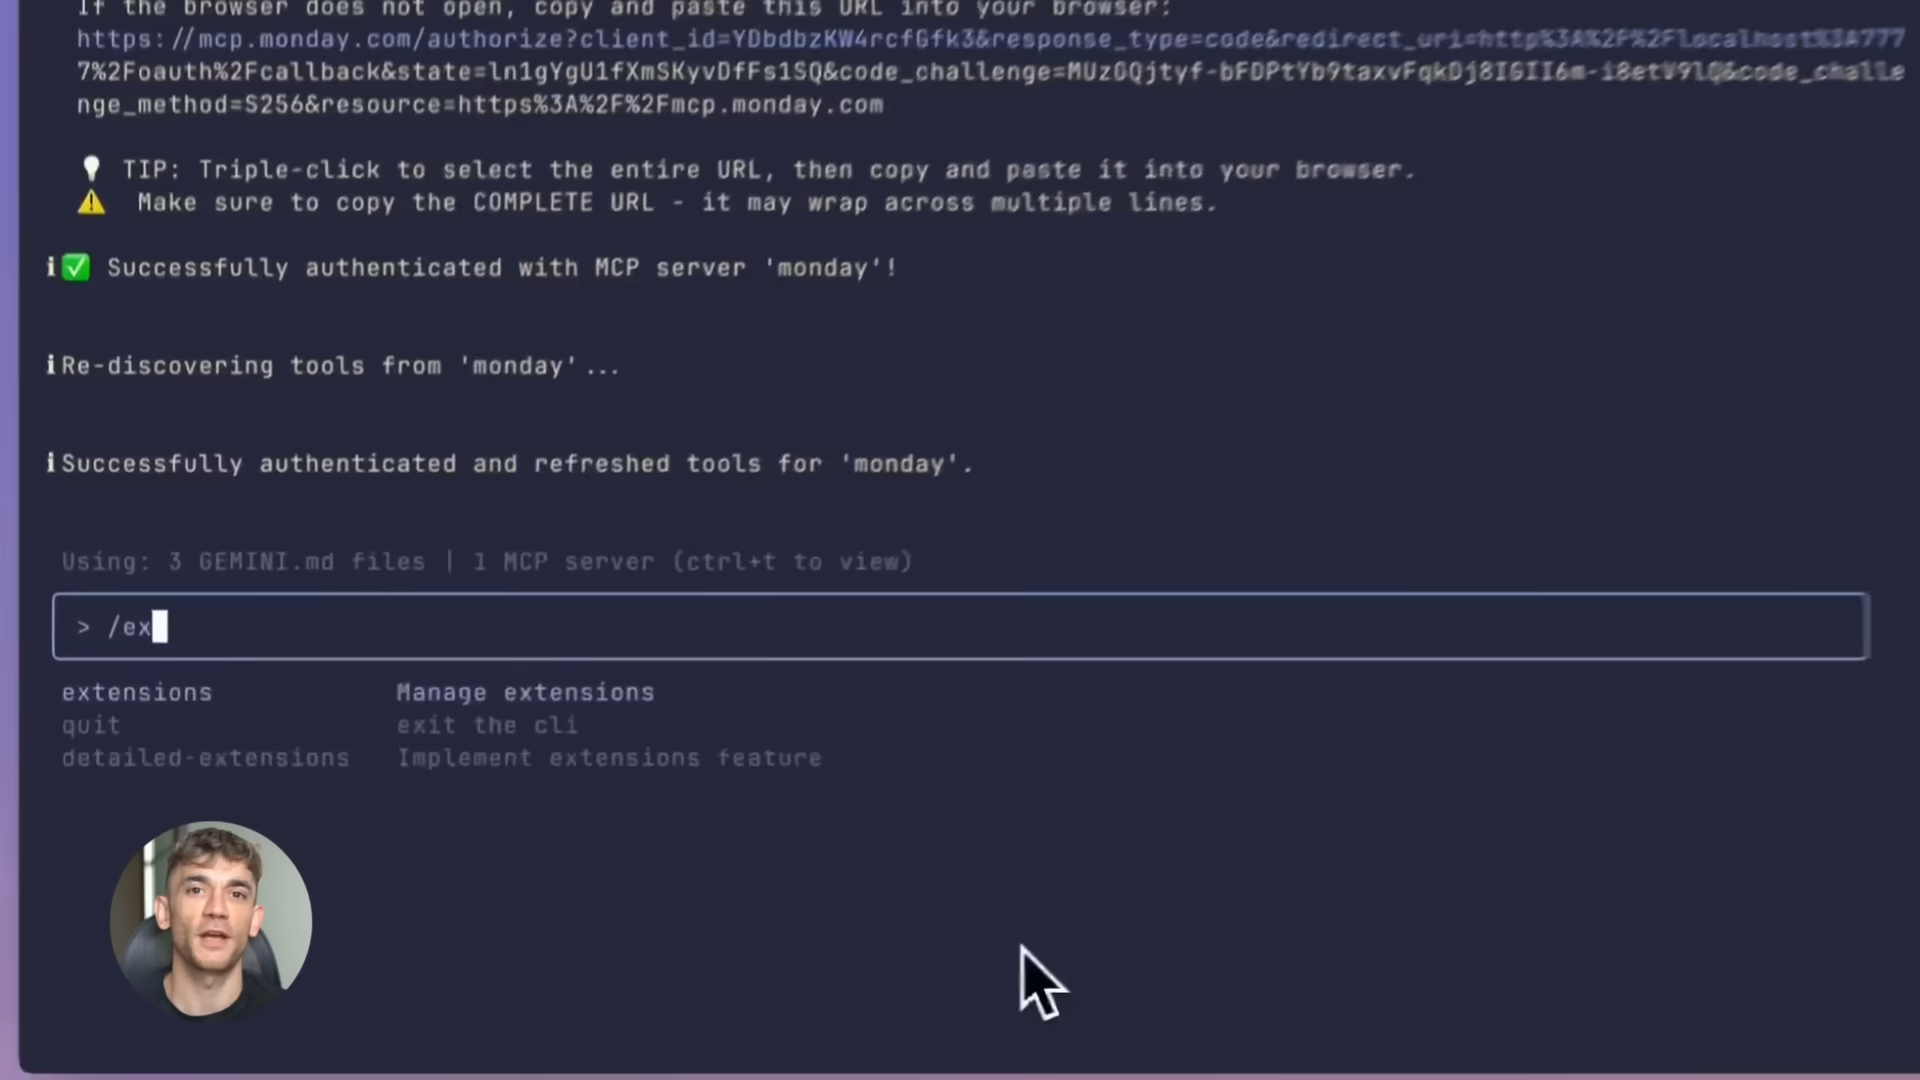 If the browser does not open, copy and paste this URL into your browser:
https://mcp.monday.com/authorize?client_id=YDbdbzKW4rcfGfk3&response_type=code&redirect_uri=http%3A%2F%2Flocalhost%3A777
7%2Foauth%2Fcallback&state=ln1gYgU1fXmSKyvDfFs1SQ&code_challenge=MUzGQjtyf-bFDPtYb9taxvFqkDj8IGII6m-i8etV9lQ&code_challe
nge_method=S256&resource=https%3A%2F%2Fmcp.monday.com
💡 TIP: Triple-click to select the entire URL, then copy and paste it into your browser.
⚠️ Make sure to copy the COMPLETE URL - it may wrap across multiple lines.
ℹ✅ Successfully authenticated with MCP server 'monday'!
ℹRe-discovering tools from 'monday'...
ℹSuccessfully authenticated and refreshed tools for 'monday'.
Using: 3 GEMINI.md files | 1 MCP server (ctrl+t to view)
> /ex
extensions Manage extensions
quit exit the cli
detailed-extensions Implement extensions feature